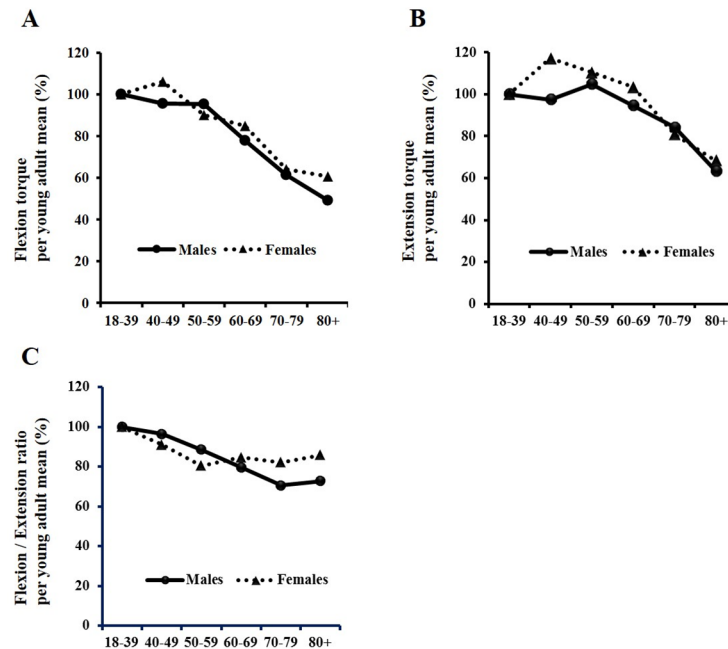 A
Flexion torque
per young adult mean (%)
120
100
80
60
40
20
0
Males Females
18-39 40-49 50-59 60-69 70-79 80+
B
Extension torque
per young adult mean (%)
120
100
80
60
40
20
0
Males Females
18-39 40-49 50-59 60-69 70-79 80+
C
Flexion / Extension ratio
per young adult mean (%)
120
100
80
60
40
20
0
Males Females
18-39 40-49 50-59 60-69 70-79 80+